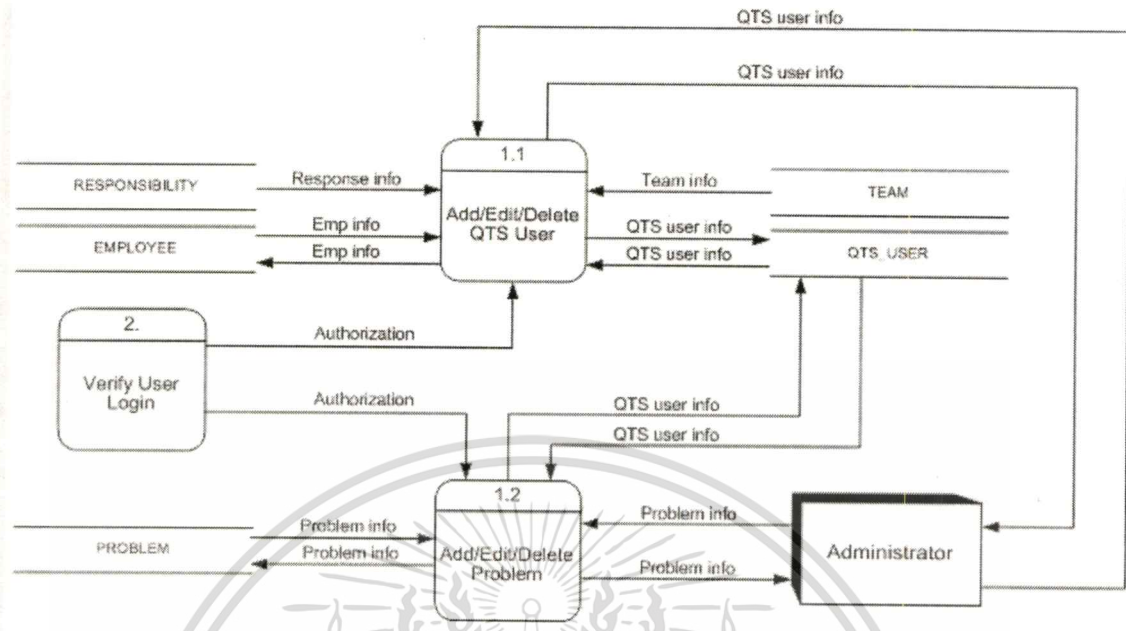 QTS user info
QTS user info
1.1
RESPONSIBILITY
Response info
Team info
TEAM
Add/Edit/Delete
QTS User
Emp info
QTS user info
EMPLOYEE
Emp info
QTS user info
QTS_USER
2.
Authorization
Verify User
Login
Authorization
QTS user info
QTS user info
1.2
Problem info
Problem info
PROBLEM
Problem info
Add/Edit/Delete
Problem
Problem info
Administrator